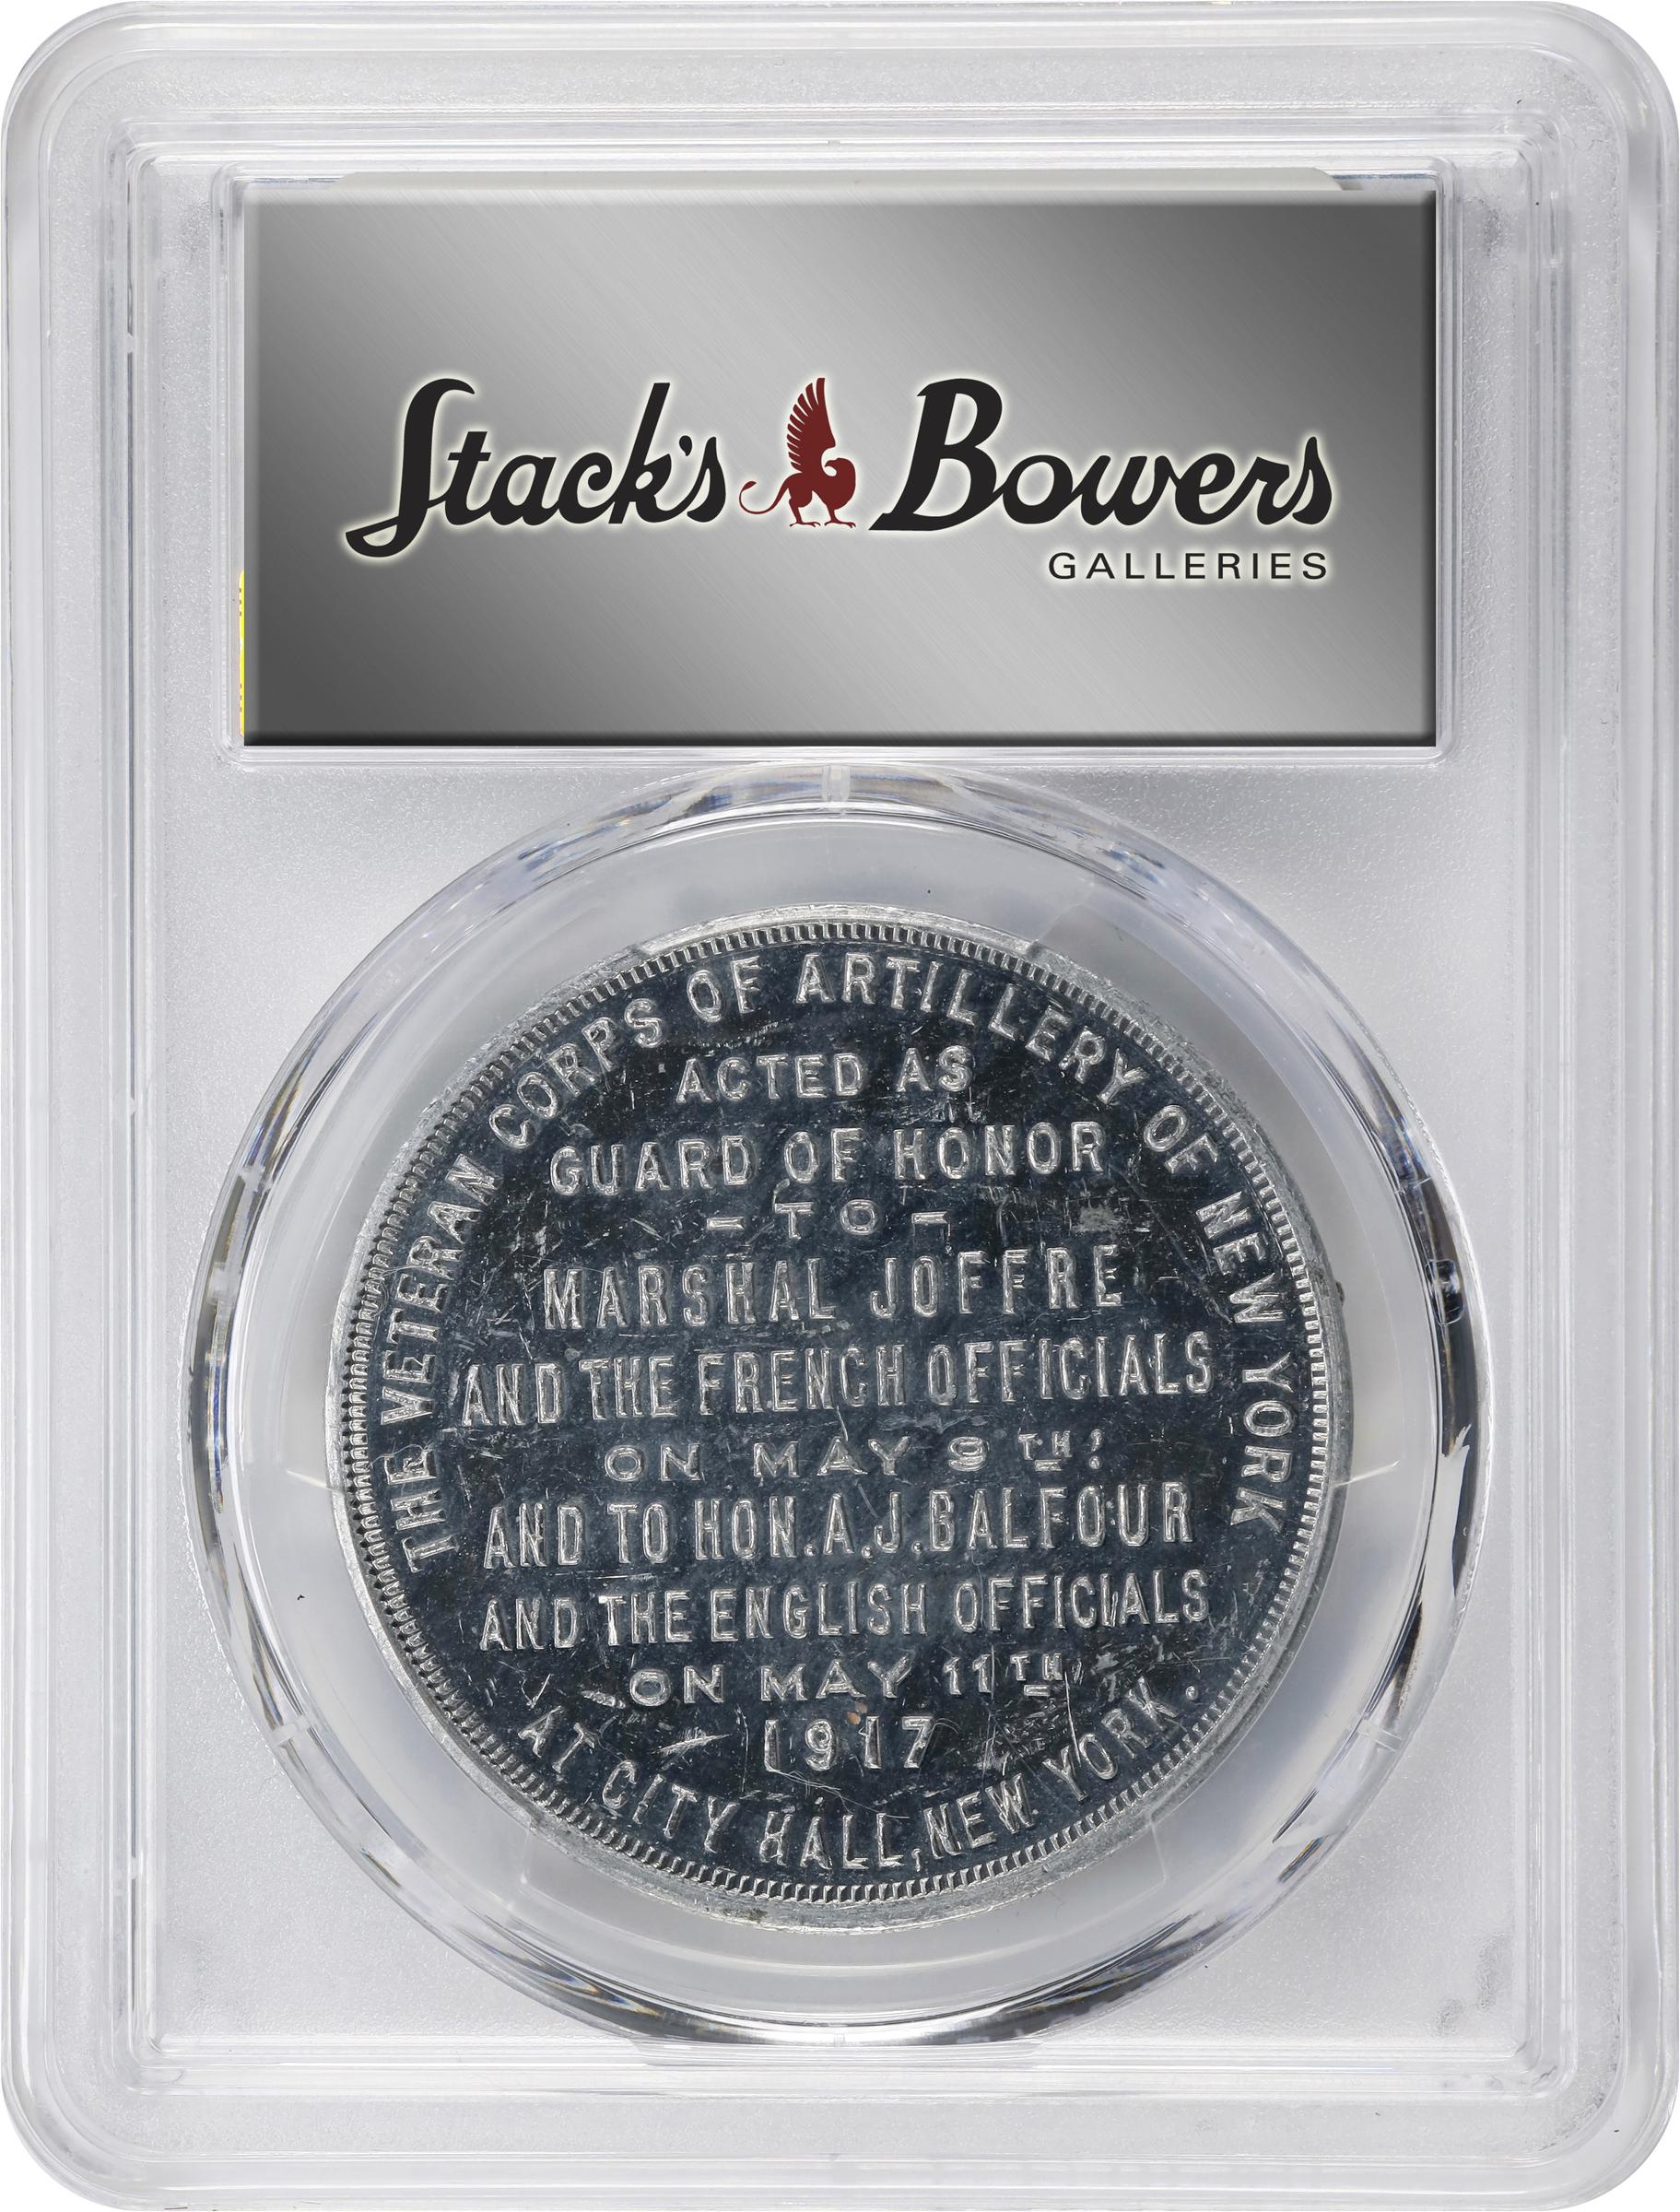 Stack's Bowers
GALLERIES
THE VETERAN CORPS OF ARTILLERY OF NEW YORK
ACTED AS
GUARD OF HONOR
- TO -
MARSHAL JOFFRE
AND THE FRENCH OFFICIALS
ON MAY 9TH:
AND TO HON. A. J. BALFOUR
AND THE ENGLISH OFFICIALS
ON MAY 11TH
1917
AT CITY HALL, NEW YORK.